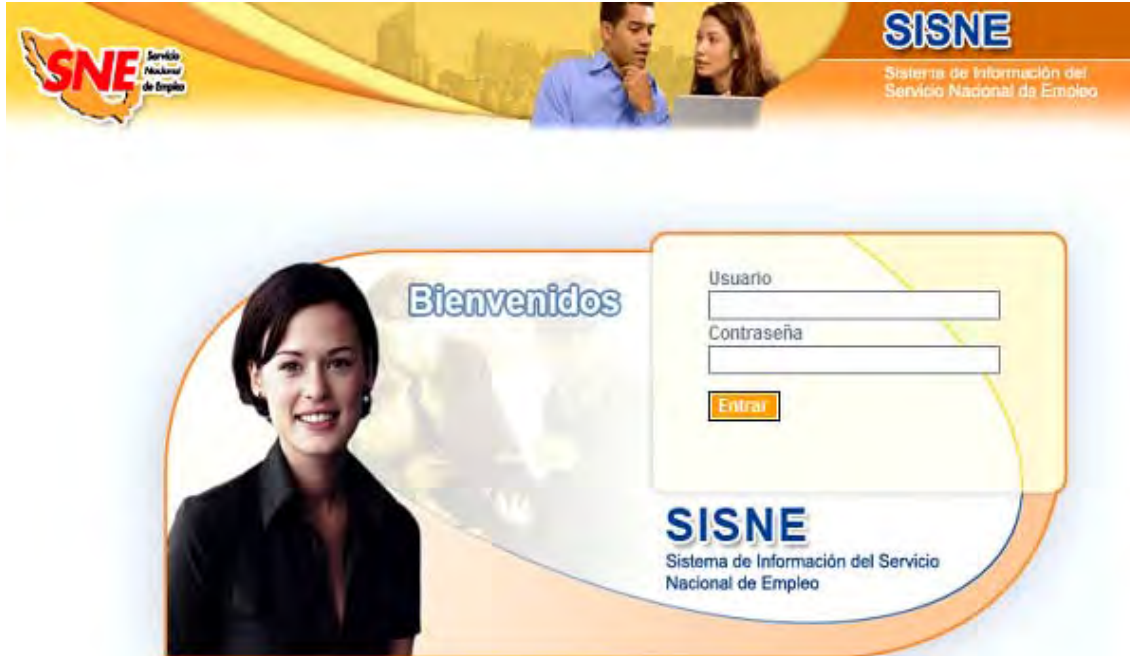 SNE
Servicio
Nacional
de Empleo
SISNE
Sistema de Información del
Servicio Nacional de Empleo
Bienvenidos
Usuario
Contraseña
Entrar
SISNE
Sistema de Información del Servicio
Nacional de Empleo